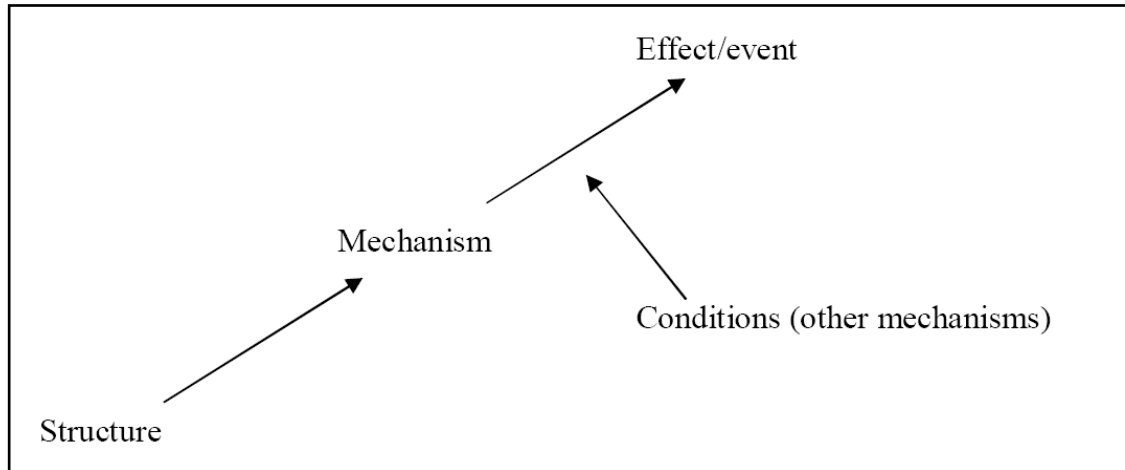 Effect/event
Mechanism
Conditions (other mechanisms)
Structure